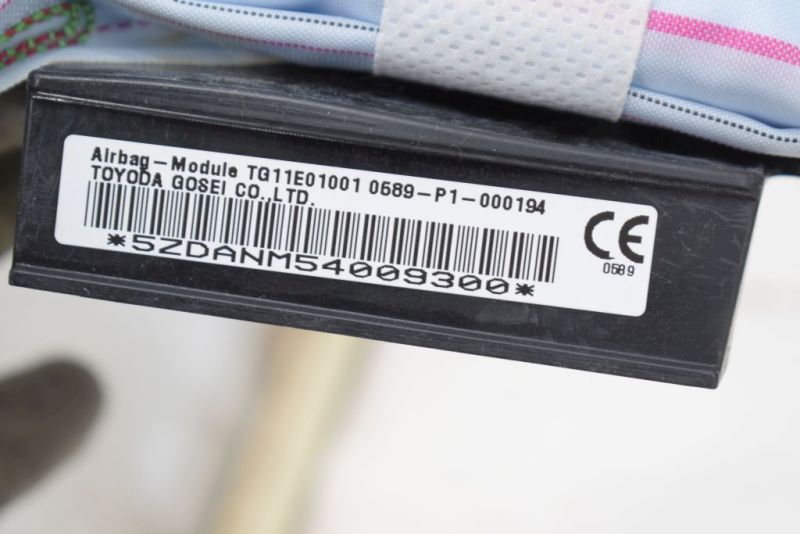 Airbag-Module TG11E01001 0589-P1-000194
TOYODA GOSEI CO.,LTD.
*5ZDANM54009300*
CE
0589